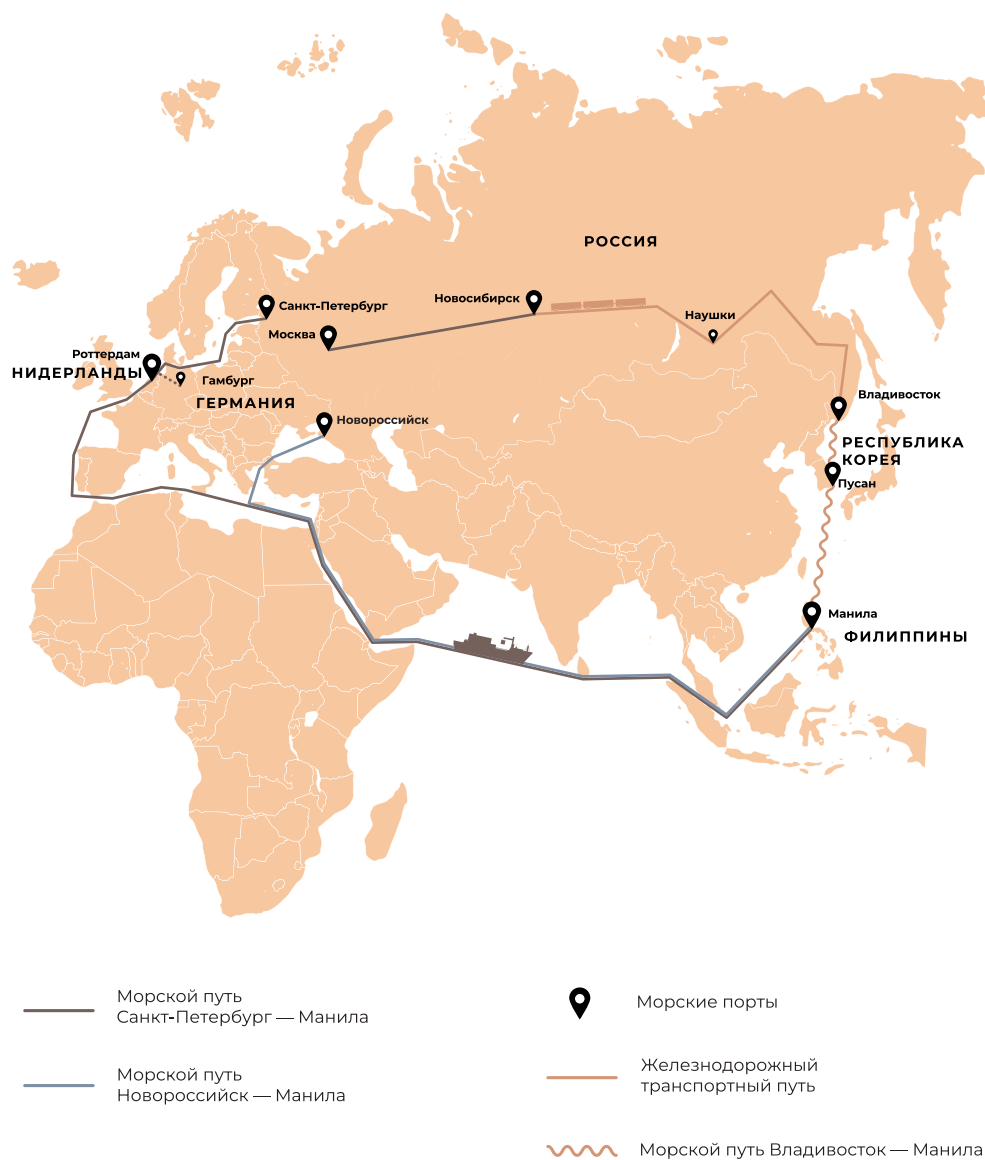 РОССИЯ
Санкт-Петербург
Новосибирск
Москва
Наушки
Роттердам
НИДЕРЛАНДЫ
Гамбург
ГЕРМАНИЯ
Владивосток
Новороссийск
РЕСПУБЛИКА
КОРЕЯ
Пусан
Манила
ФИЛИППИНЫ
Морской путь
Санкт-Петербург — Манила
Морской путь
Новороссийск — Манила
Морские порты
Железнодорожный
транспортный путь
Морской путь Владивосток — Манила